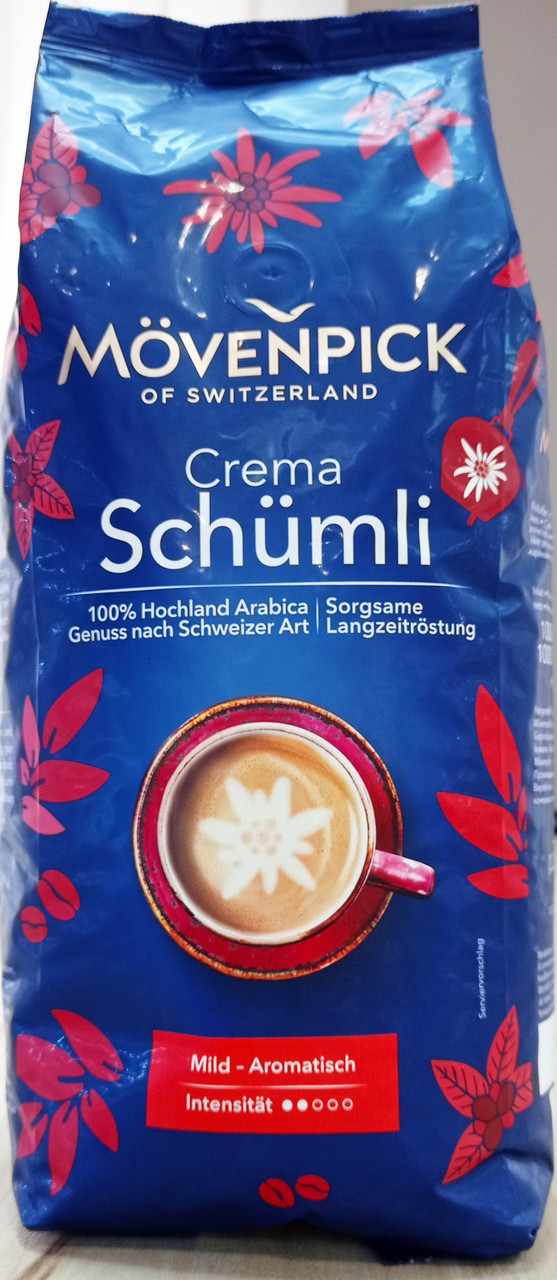 MÖVENPICK
OF SWITZERLAND
Crema
Schümli
100% Hochland Arabica
Genuss nach Schweizer Art
Sorgsame
Langzeitröstung
Serviervorschlag
Mild - Aromatisch
Intensität